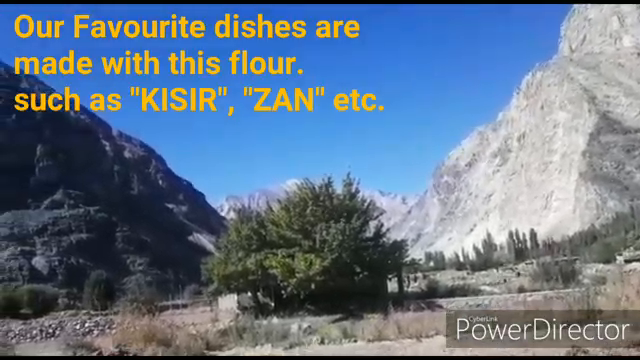 Our Favourite dishes are
made with this flour.
such as "KISIR", "ZAN" etc.
CyberLink
PowerDirector